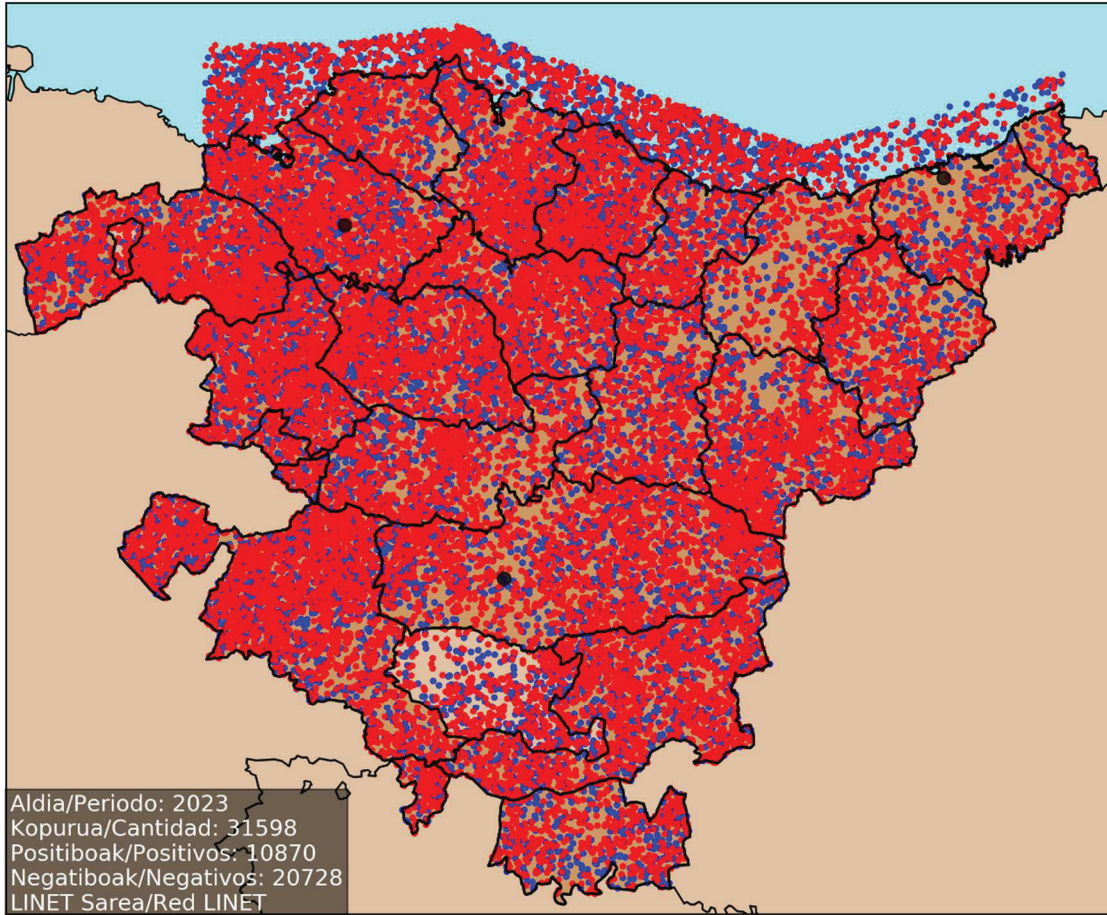 Aldia/Periodo: 2023
Kopurua/Cantidad: 31598
Positiboak/Positivos: 10870
Negatiboak/Negativos: 20728
LINET Sarea/Red LINET